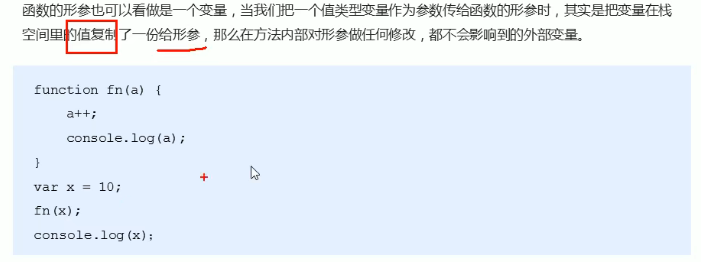 函数的形参也可以看做是一个变量，当我们把一个值类型变量作为参数传给函数的形参时，其实是把变量在栈
空间里的值复制了一份给形参，那么在方法内部对形参做任何修改，都不会影响到的外部变量。
function fn(a) {
    a++;
    console.log(a);
}
var x = 10;
fn(x);
console.log(x);